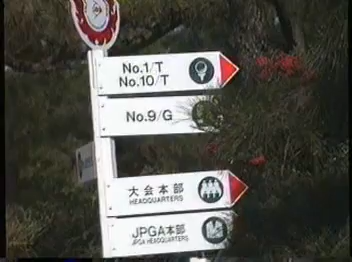 No.1/T
No.10/T
No.9/G
大会本部
HEADQUARTERS
JPGA本部
JPGA HEADQUARTERS